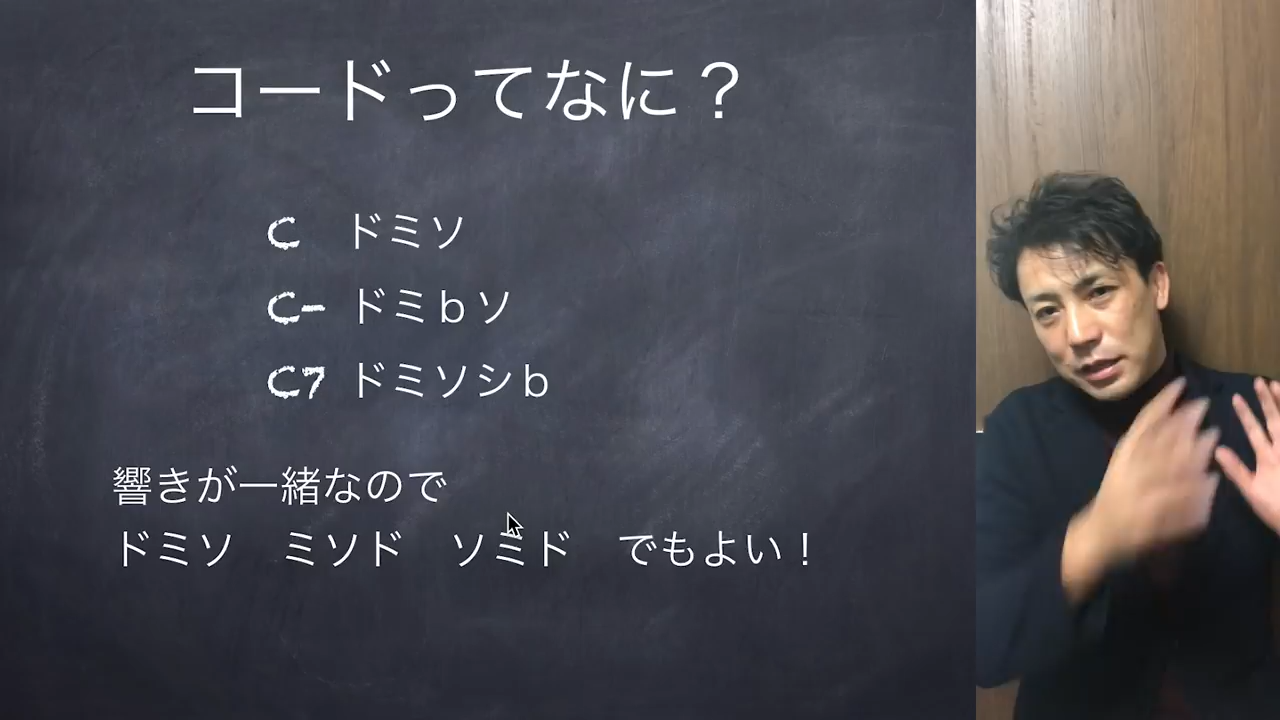 コードってなに？
C ドミソ
C- ドミbソ
C7 ドミソシb
響きが一緒なので
ドミソ　ミソド　ソミド　でもよい！